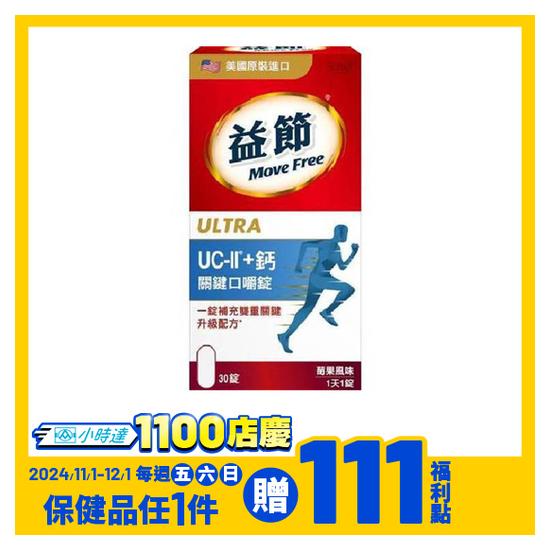 美國原裝進口
益節
Move Free
ULTRA
UC-II®+鈣
關鍵口嚼錠
一錠補充雙重關鍵
升級配方*
30錠
莓果風味
1天1錠
小時達
1100店慶
2024/11/1-12/1 每週五六日
保健品任1件
贈111福利點